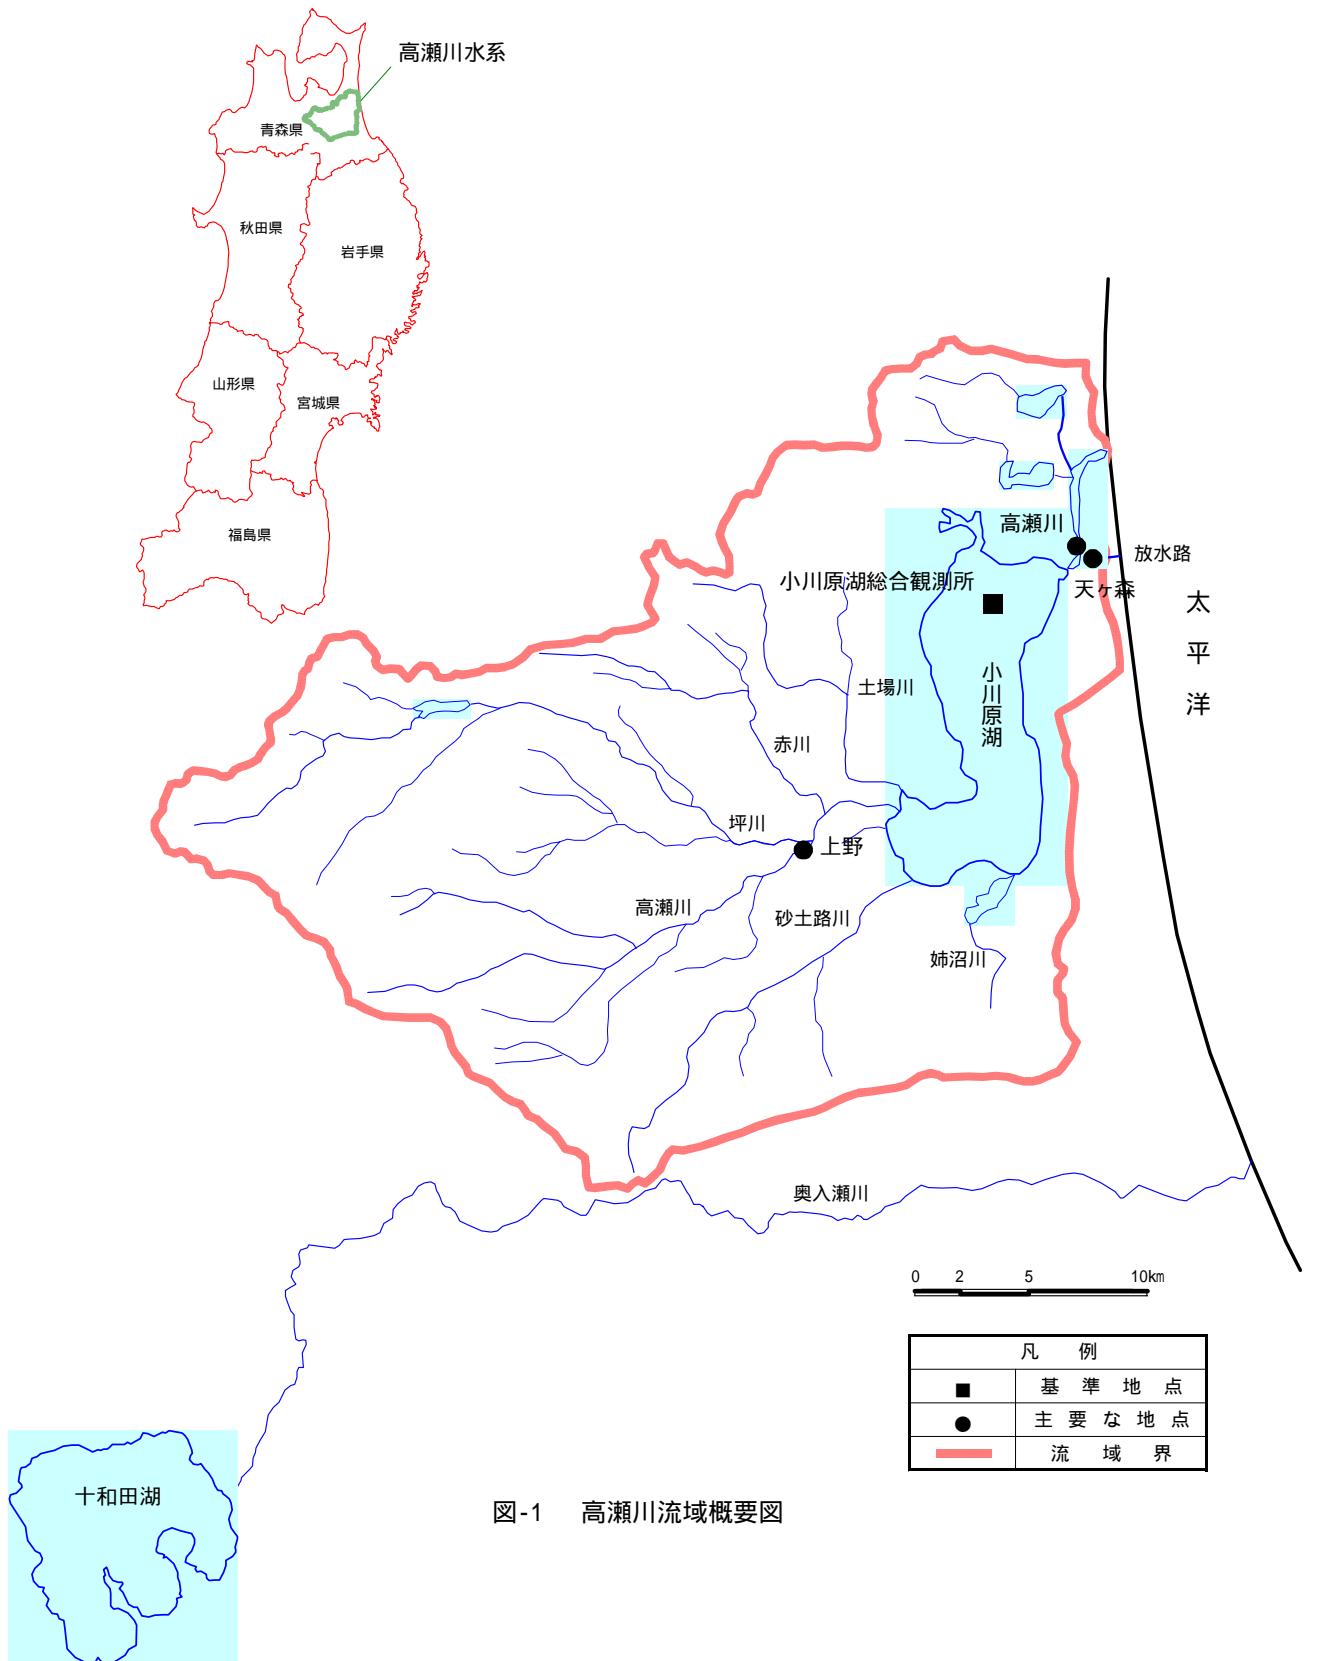 高瀬川水系
青森県
秋田県
岩手県
山形県
宮城県
福島県
高瀬川
放水路
小川原湖総合観測所
天ヶ森
太平洋
小川原湖
土場川
赤川
坪川
上野
高瀬川
砂土路川
姉沼川
奥入瀬川
0 2 5 10km
凡 例
基 準 地 点
主 要 な 地 点
流 域 界
十和田湖
図-1 高瀬川流域概要図